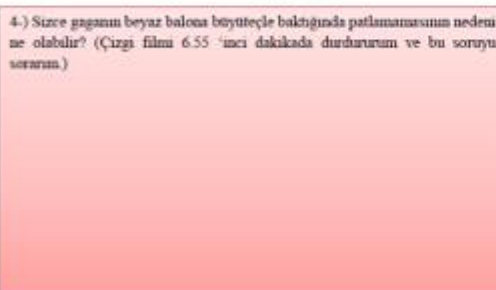 4-) Sizce gaganın beyaz balona büyüteçle baktığında patlamamasının nedeni
ne olabilir? (Çizgi filmi 6.55 'inci dakikada durdururum ve bu soruyu
sorarım.)